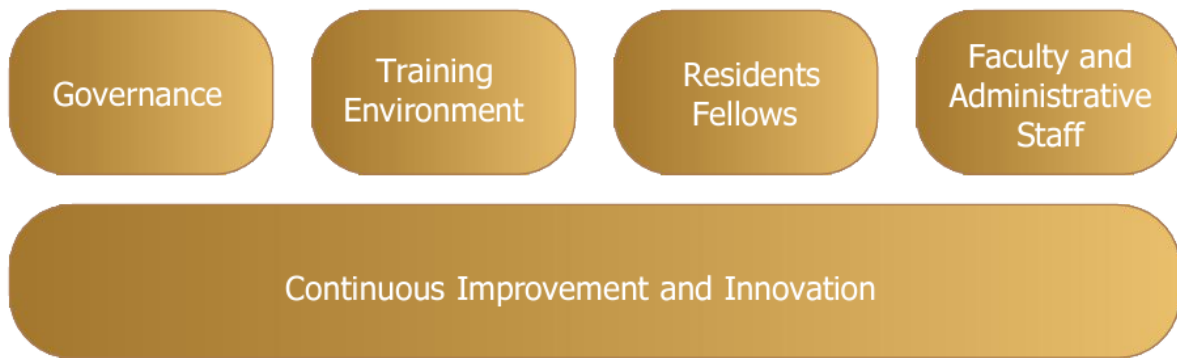 Governance
Training
Environment
Residents
Fellows
Faculty and
Administrative
Staff
Continuous Improvement and Innovation